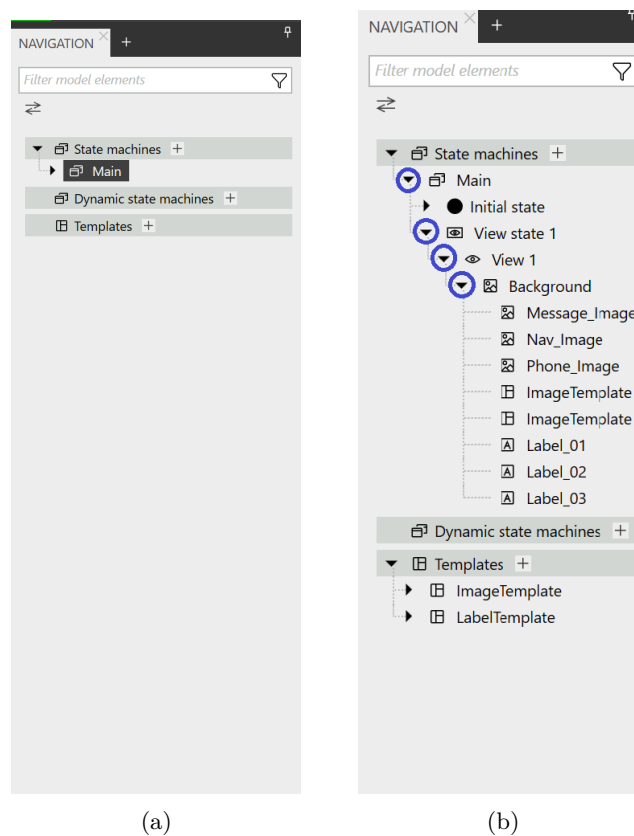 NAVIGATION
Filter model elements
State machines
Main
Dynamic state machines
Templates
(a)
NAVIGATION
Filter model elements
State machines
Main
Initial state
View state 1
View 1
Background
Message_Image
Nav_Image
Phone_Image
ImageTemplate
ImageTemplate
A Label_01
A Label_02
A Label_03
Dynamic state machines
Templates
ImageTemplate
LabelTemplate
(b)